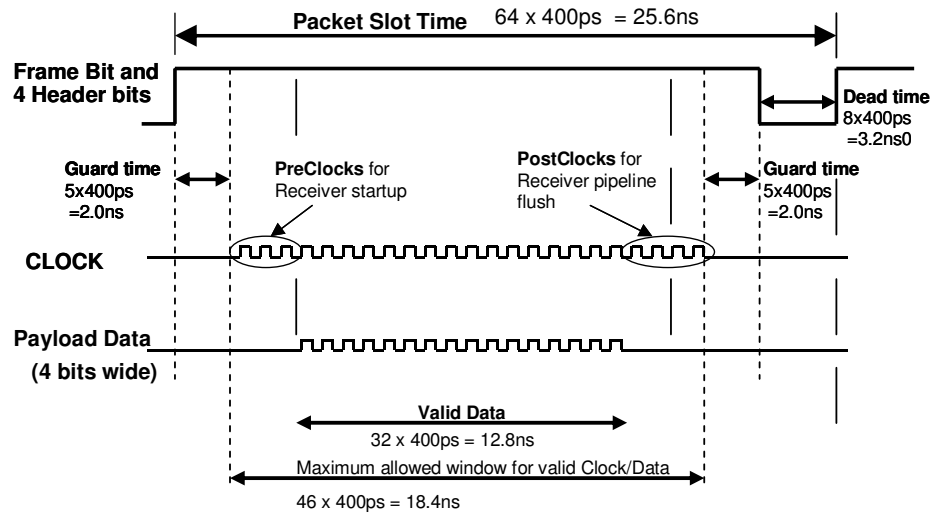 Packet Slot Time 64 x 400ps = 25.6ns
Frame Bit and
4 Header bits
Dead time
8x400ps
=3.2ns0
Guard time
5x400ps
=2.0ns
PreClocks for
Receiver startup
PostClocks for
Receiver pipeline
flush
Guard time
5x400ps
=2.0ns
CLOCK
Payload Data
(4 bits wide)
Valid Data
32 x 400ps = 12.8ns
Maximum allowed window for valid Clock/Data
46 x 400ps = 18.4ns